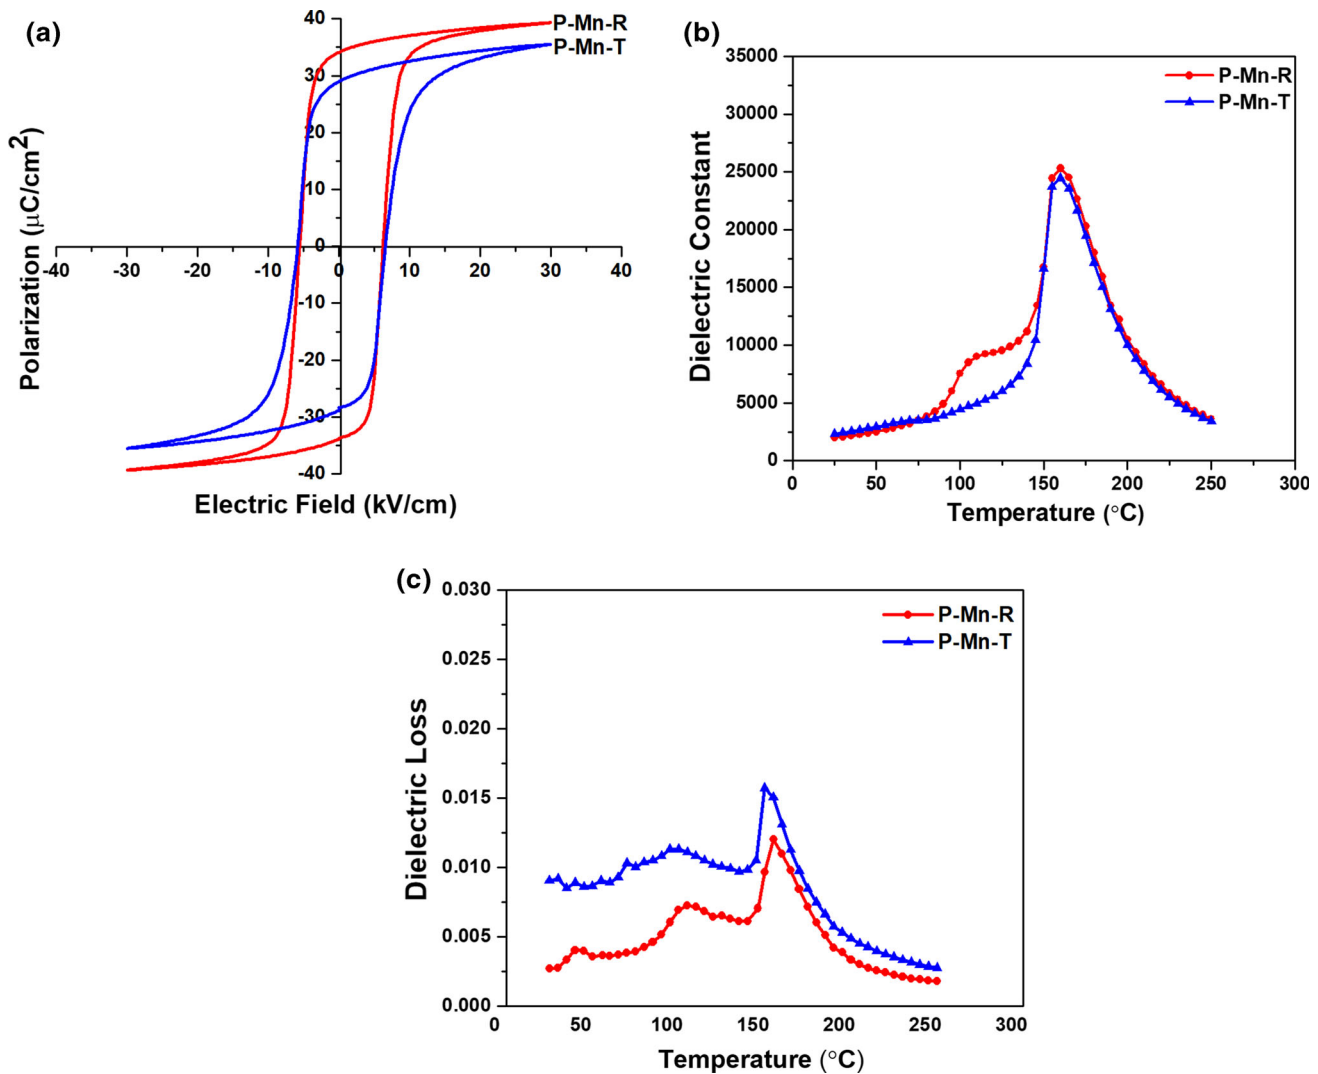 (a)
P-Mn-R
P-Mn-T
Polarization (μC/cm²)
40
30
20
10
0
-10
-20
-30
-40
-40 -30 -20 -10 0 10 20 30 40
Electric Field (kV/cm)
(b)
P-Mn-R
P-Mn-T
Dielectric Constant
35000
30000
25000
20000
15000
10000
5000
0
0 50 100 150 200 250 300
Temperature (°C)
(c)
P-Mn-R
P-Mn-T
Dielectric Loss
0.030
0.025
0.020
0.015
0.010
0.005
0.000
0 50 100 150 200 250 300
Temperature (°C)